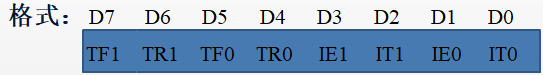 格式： D7 D6 D5 D4 D3 D2 D1 D0
TF1 TR1 TF0 TR0 IE1 IT1 IE0 IT0